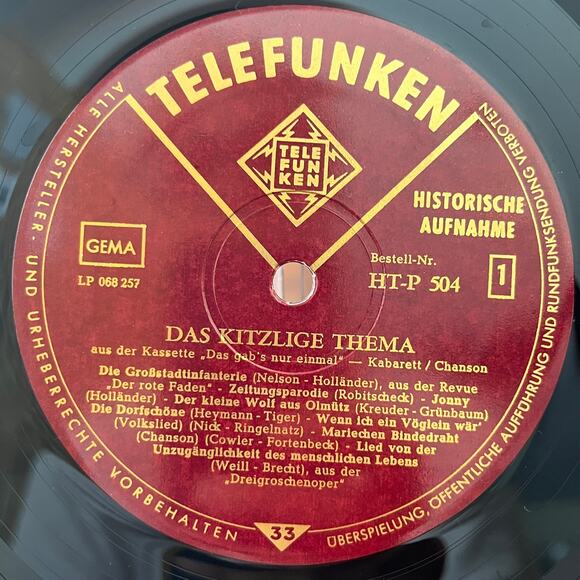 TELEFUNKEN
TELE
FUN
KEN
HISTORISCHE
AUFNAHME
GEMA
LP 068 257
Bestell-Nr.
HT-P 504
1
DAS KITZLIGE THEMA
aus der Kassette „Das gab's nur einmal" — Kabarett / Chanson
Die Großstadtinfanterie (Nelson - Holländer), aus der Revue
„Der rote Faden" - Zeitungsparodie (Robitscheck) - Jonny
(Holländer) - Der kleine Wolf aus Olmütz (Kreuder - Grünbaum)
Die Dorfschöne (Heymann - Tiger) - Wenn ich ein Vöglein wär'
(Volkslied) (Nick - Ringelnatz) - Mariechen Bindedraht
(Chanson) (Cowler - Fortenbeck) - Lied von der
Unzugänglichkeit des menschlichen Lebens
(Weill - Brecht), aus der
„Dreigroschenoper"
33
ALLE HERSTELLER- UND URHEBERRECHTE VORBEHALTEN
ÜBERSPIELUNG, ÖFFENTLICHE AUFFÜHRUNG UND RUNDFUNKSENDUNG VERBOTEN